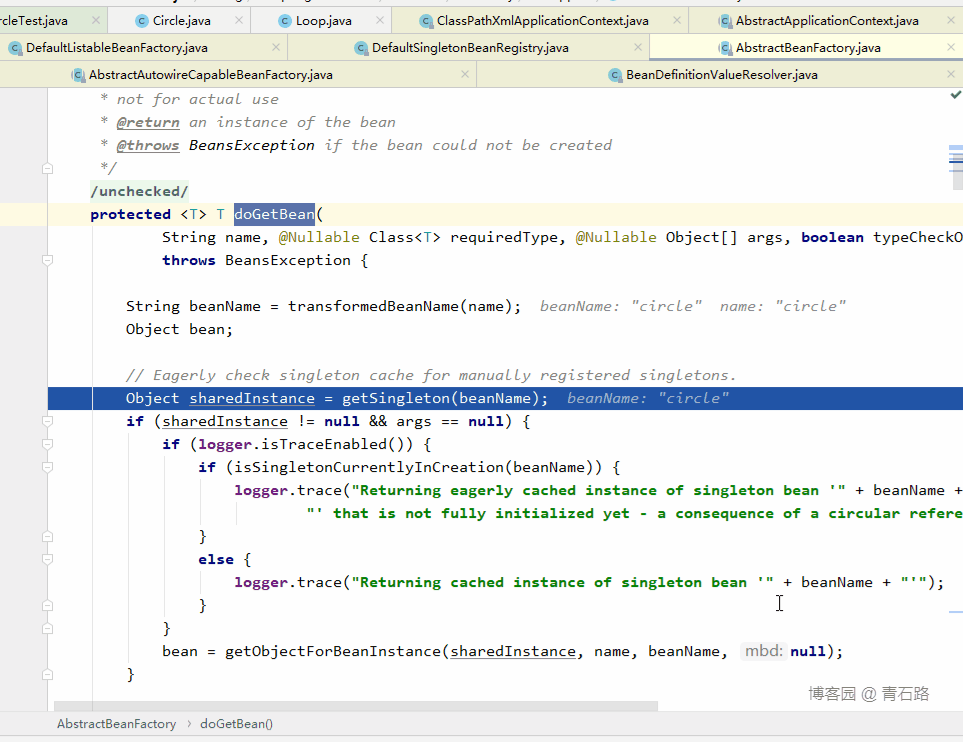 rcleTest.java Circle.java Loop.java ClassPathXmlApplicationContext.java AbstractApplicationContext.java
DefaultListableBeanFactory.java DefaultSingletonBeanRegistry.java AbstractBeanFactory.java
AbstractAutowireCapableBeanFactory.java BeanDefinitionValueResolver.java
* not for actual use
* @return an instance of the bean
* @throws BeansException if the bean could not be created
*/
/unchecked/
protected <T> T doGetBean(
String name, @Nullable Class<T> requiredType, @Nullable Object[] args, boolean typeCheckO
throws BeansException {
String beanName = transformedBeanName(name); beanName: "circle" name: "circle"
Object bean;
// Eagerly check singleton cache for manually registered singletons.
Object sharedInstance = getSingleton(beanName); beanName: "circle"
if (sharedInstance != null && args == null) {
if (logger.isTraceEnabled()) {
if (isSingletonCurrentlyInCreation(beanName)) {
logger.trace("Returning eagerly cached instance of singleton bean '" + beanName +
"' that is not fully initialized yet - a consequence of a circular refere
}
else {
logger.trace("Returning cached instance of singleton bean '" + beanName + "'");
}
}
bean = getObjectForBeanInstance(sharedInstance, name, beanName, mbd: null);
}
博客园 @ 青石路
AbstractBeanFactory › doGetBean()